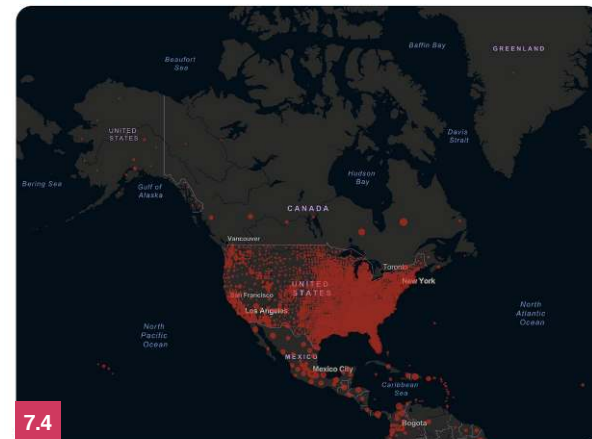 Baffin Bay
GREENLAND
Beaufort
Sea
UNITED
STATES
Davis
Strait
Hudson
Bay
Bering Sea
Gulf of
Alaska
CANADA
Vancouver
Toronto
New York
UNITED
STATES
San Francisco
Los Angeles
North
Pacific
Ocean
North
Atlantic
Ocean
MÉXICO
Mexico City
Caribbean
Sea
Bogota
7.4